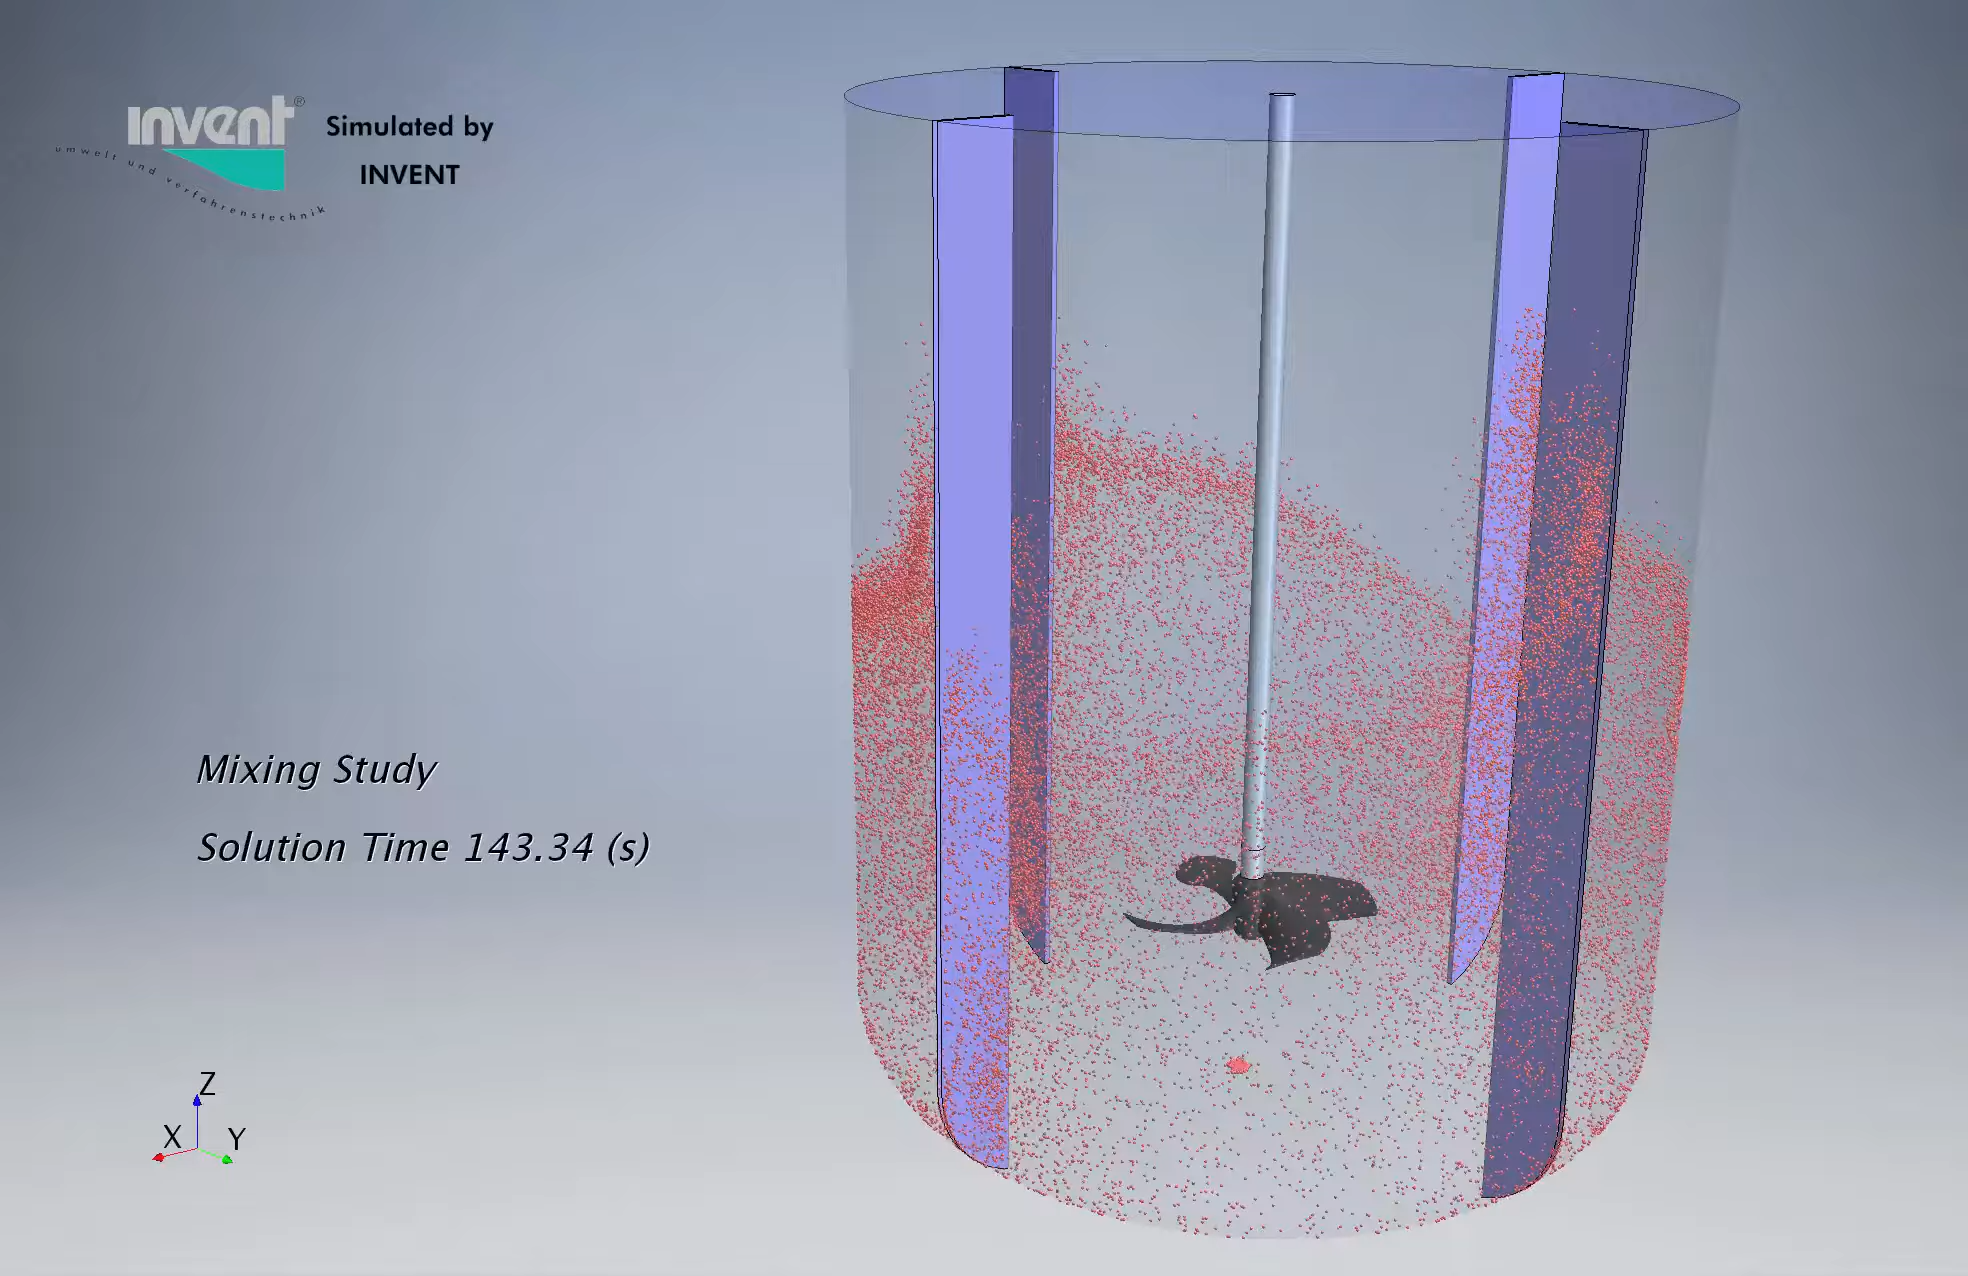 invent®
umwelt und verfahrenstechnik
Simulated by
INVENT
Mixing Study
Solution Time 143.34 (s)
Z
X
Y